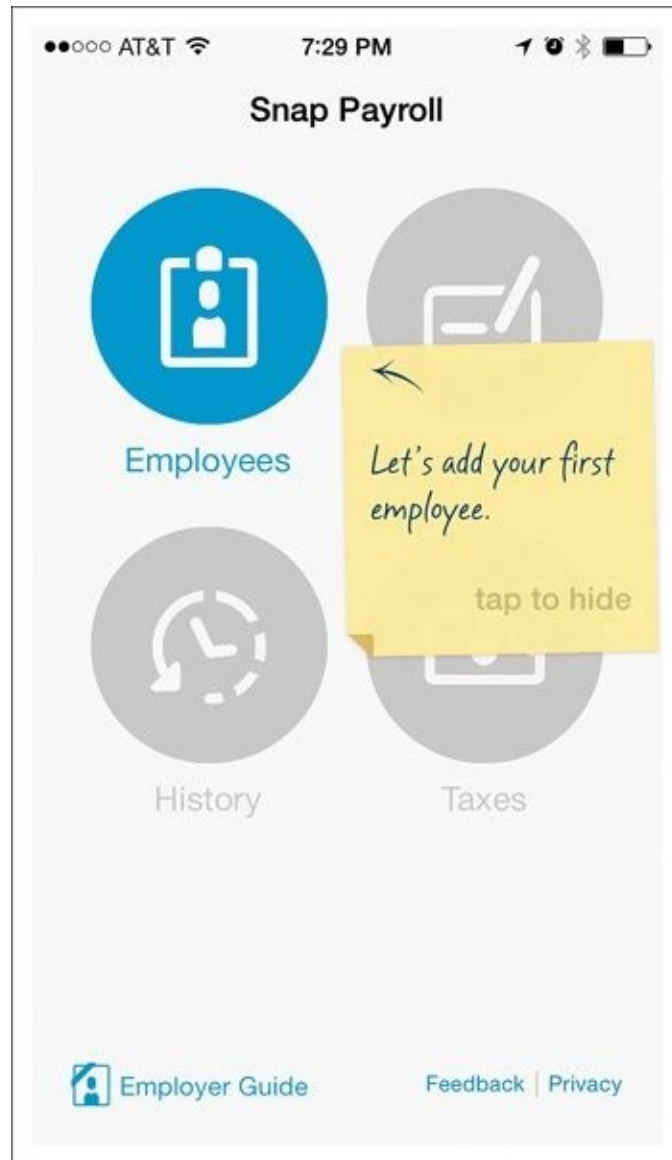 AT&T 7:29 PM
Snap Payroll
Employees
Let's add your first
employee.
tap to hide
History Taxes
Employer Guide Feedback | Privacy